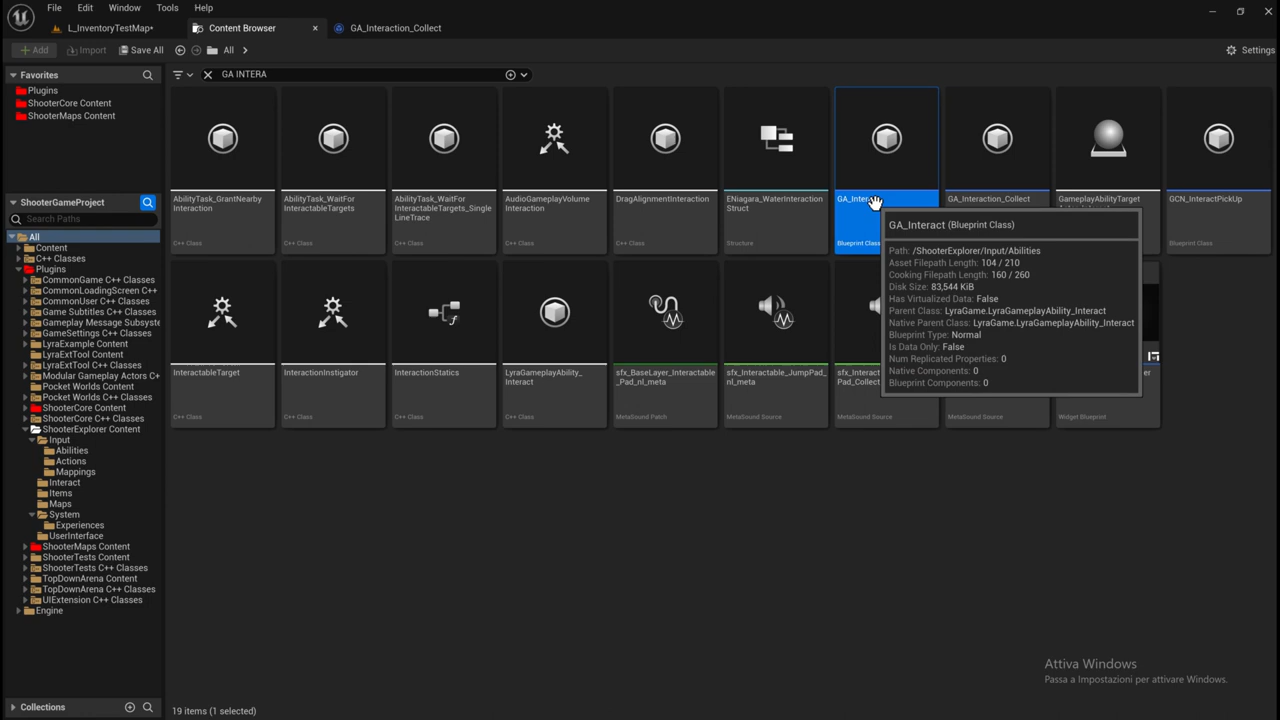 File Edit Window Tools Help
L_InventoryTestMap*
Content Browser
GA_Interaction_Collect
Add
Import
Save All
All
Settings
Favorites
Plugins
ShooterCore Content
ShooterMaps Content
GA INTERA
ShooterGameProject
Search Paths
All
Content
C++ Classes
Plugins
CommonGame C++ Classes
CommonLoadingScreen C++
CommonUser C++ Classes
Game Subtitles C++ Classes
Gameplay Message Subsyste
GameSettings C++ Classes
LyraExample Content
LyraExtTool Content
LyraExtTool C++ Classes
Modular Gameplay Actors C+
Pocket Worlds Content
Pocket Worlds C++ Classes
ShooterCore Content
ShooterCore C++ Classes
ShooterExplorer Content
Input
Abilities
Actions
Mappings
Interact
Items
Maps
System
Experiences
UserInterface
ShooterMaps Content
ShooterTests Content
ShooterTests C++ Classes
TopDownArena Content
TopDownArena C++ Classes
UIExtension C++ Classes
Engine
Collections
AbilityTask_GrantNearby
Interaction
C++ Class
AbilityTask_WaitFor
InteractableTargets
C++ Class
AbilityTask_WaitFor
InteractableTargets_Single
LineTrace
C++ Class
AudioGameplayVolume
Interaction
C++ Class
DragAlignmentInteraction
C++ Class
ENiagara_WaterInteraction
Struct
Structure
Blueprint Class
GA_Interaction_Collect
GameplayAbilityTarget
GCN_InteractPickUp
Blueprint Class
GA_Interact (Blueprint Class)
Path: /ShooterExplorer/Input/Abilities
Asset Filepath Length: 104 / 210
Cooking Filepath Length: 160 / 260
Disk Size: 83,544 KiB
Has Virtualized Data: False
Parent Class: LyraGame.LyraGameplayAbility_Interact
Native Parent Class: LyraGame.LyraGameplayAbility_Interact
Blueprint Type: Normal
Is Data Only: False
Num Replicated Properties: 0
Native Components: 0
Blueprint Components: 0
InteractableTarget
C++ Class
InteractionInstigator
C++ Class
InteractionStatics
C++ Class
LyraGameplayAbility_
Interact
C++ Class
sfx_BaseLayer_Interactable
_Pad_nl_meta
MetaSound Patch
sfx_Interactable_JumpPad_
nl_meta
MetaSound Source
MetaSound Source
MetaSound Source
Widget Blueprint
Attiva Windows
Passa a Impostazioni per attivare Windows.
19 items (1 selected)